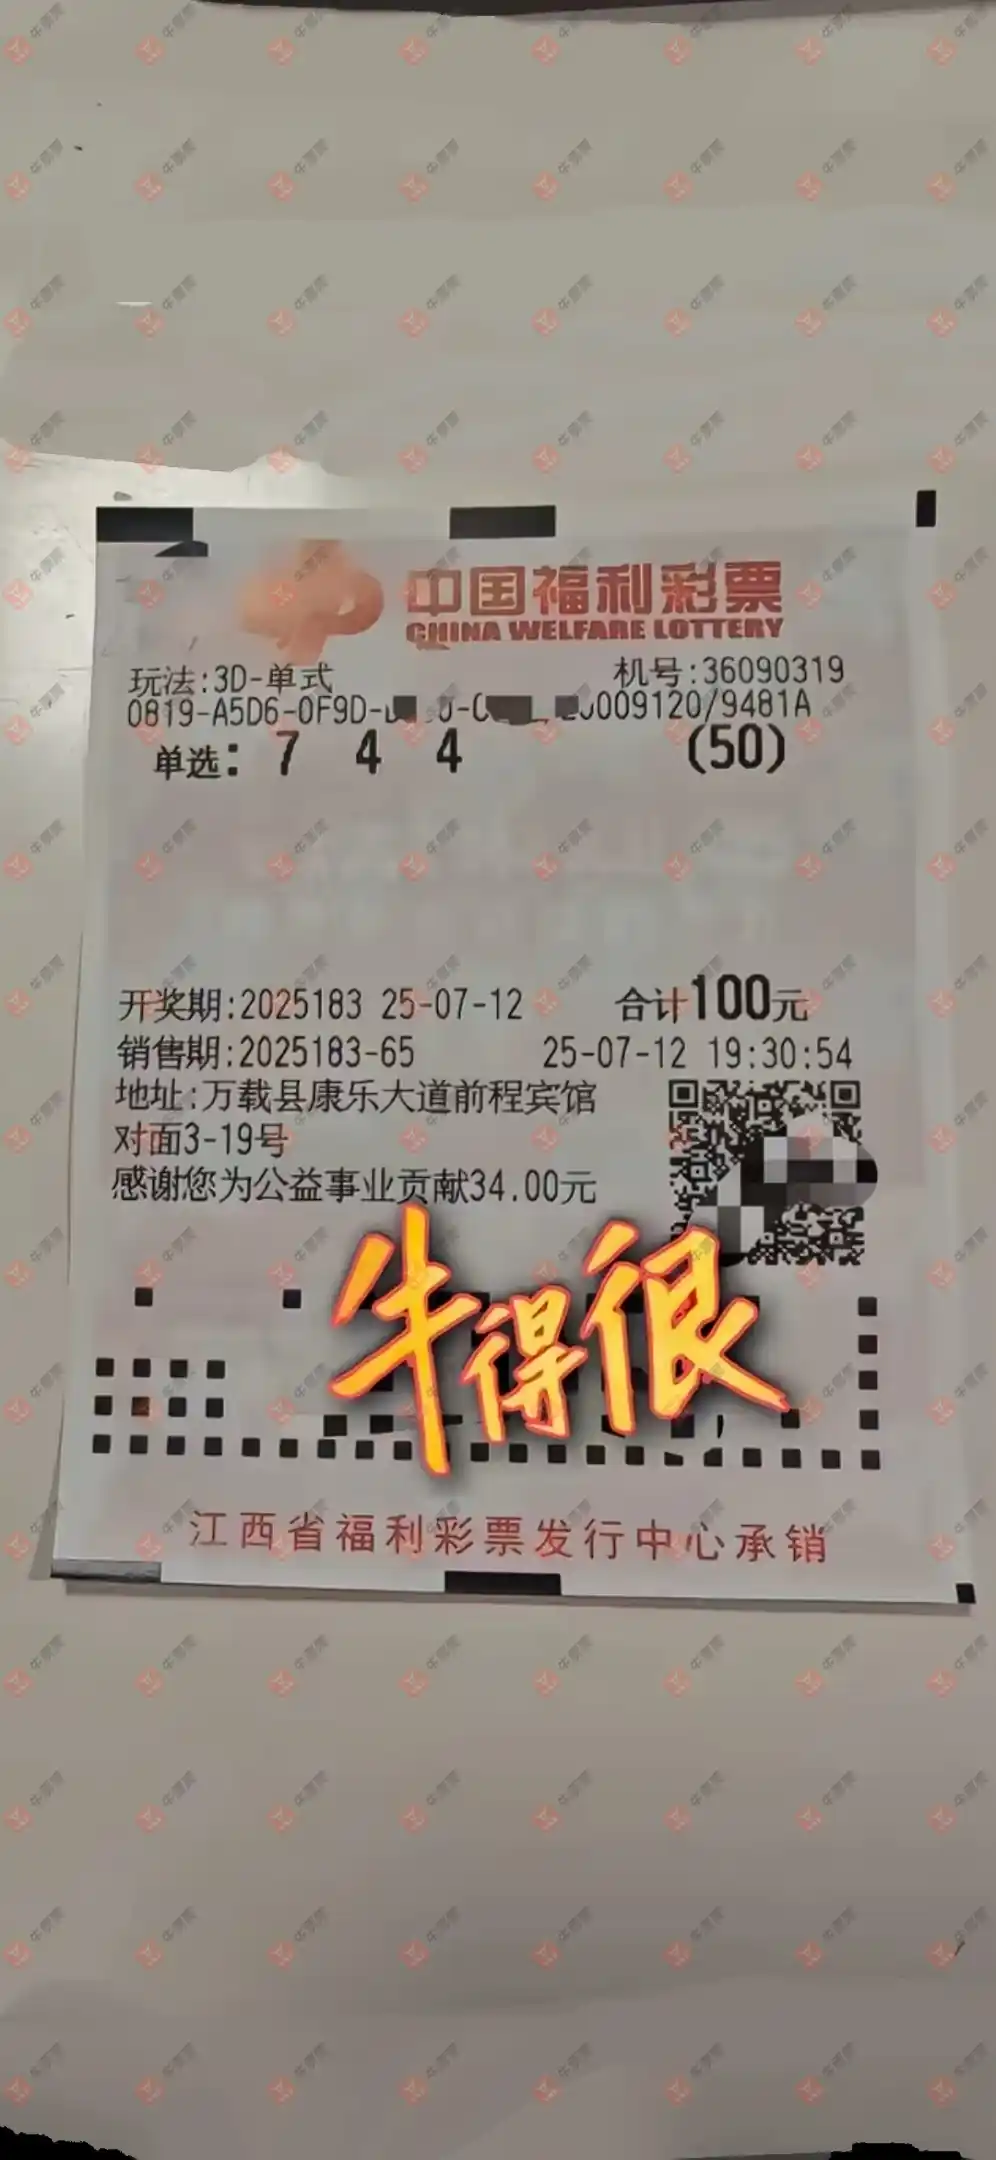 中国福利彩票
CHINA WELFARE LOTTERY
玩法:3D-单式 机号:36090319
0819-A5D6-0F9D- 0009120/9481A
单选: 7 4 4 (50)
开奖期:2025183 25-07-12 合计100元
销售期:2025183-65 25-07-12 19:30:54
地址:万载县康乐大道前程宾馆
对面3-19号
感谢您为公益事业贡献34.00元
牛得很
江西省福利彩票发行中心承销